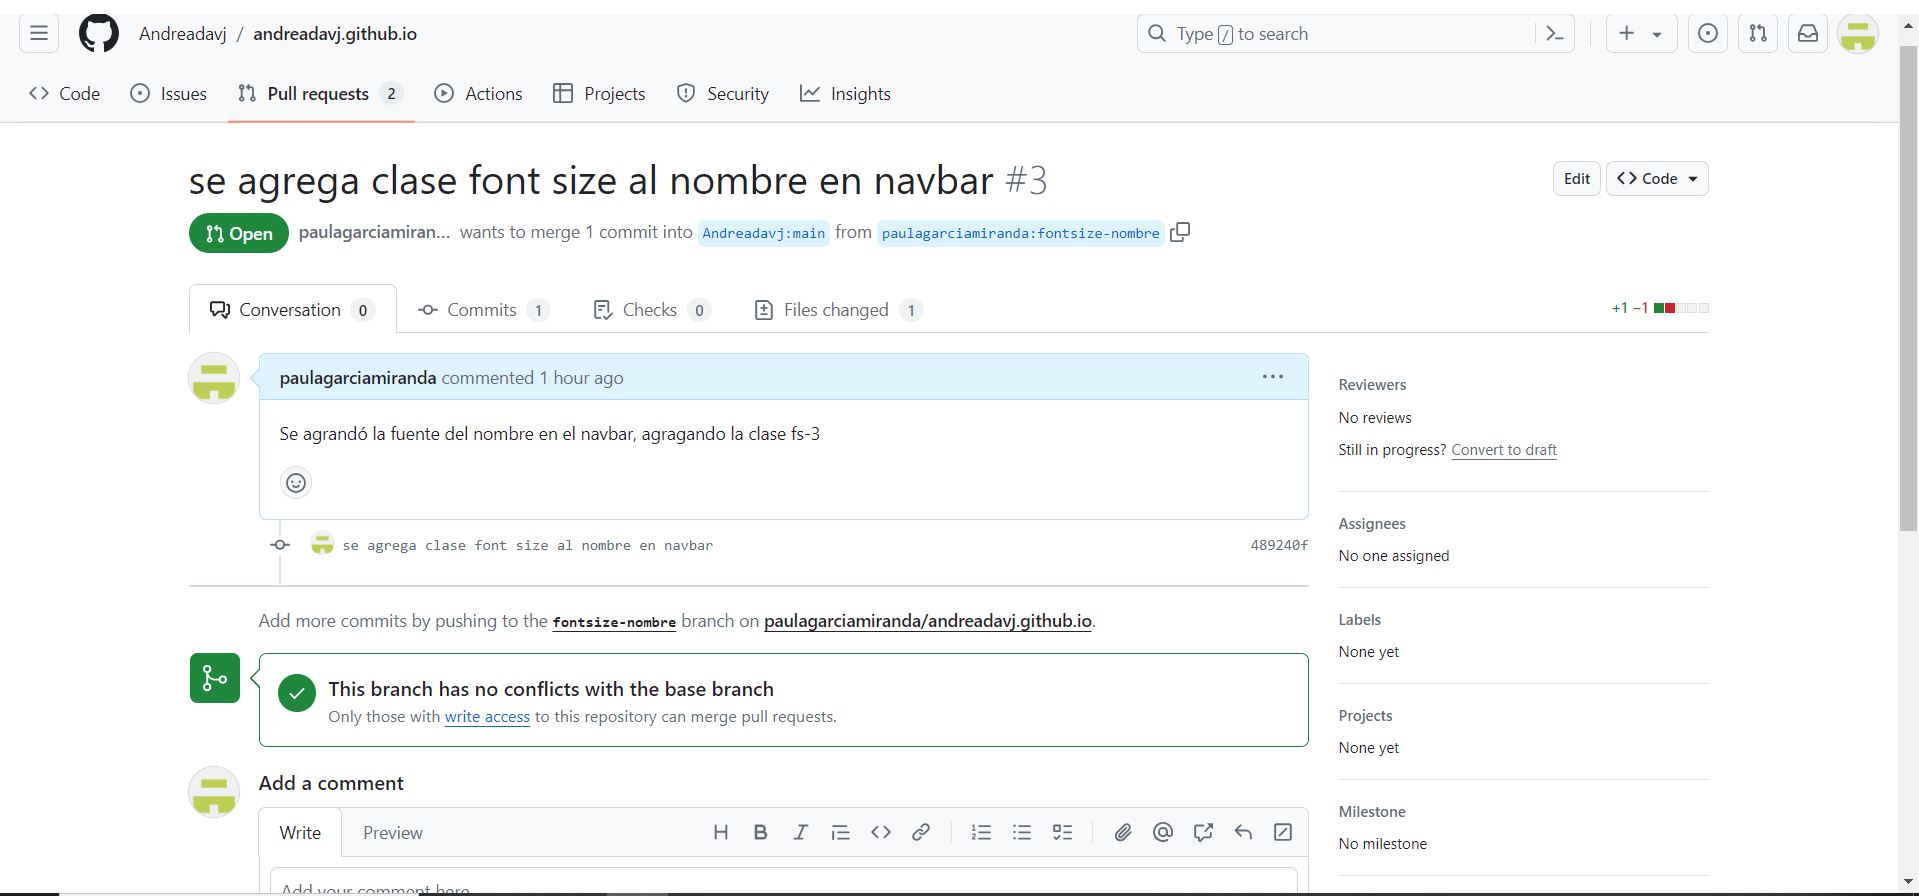 Andreadavj / andreadavj.github.io
Type / to search
Code Issues Pull requests 2 Actions Projects Security Insights
se agrega clase font size al nombre en navbar #3
Edit Code
Open paulagarciamiran... wants to merge 1 commit into Andreadavj:main from paulagarciamiranda:fontsize-nombre
Conversation 0 Commits 1 Checks 0 Files changed 1
+1 −1
paulagarciamiranda commented 1 hour ago
Se agrandó la fuente del nombre en el navbar, agragando la clase fs-3
se agrega clase font size al nombre en navbar 489240f
Add more commits by pushing to the fontsize-nombre branch on paulagarciamiranda/andreadavj.github.io.
This branch has no conflicts with the base branch
Only those with write access to this repository can merge pull requests.
Add a comment
Write Preview
Add your comment here
Reviewers
No reviews
Still in progress? Convert to draft
Assignees
No one assigned
Labels
None yet
Projects
None yet
Milestone
No milestone